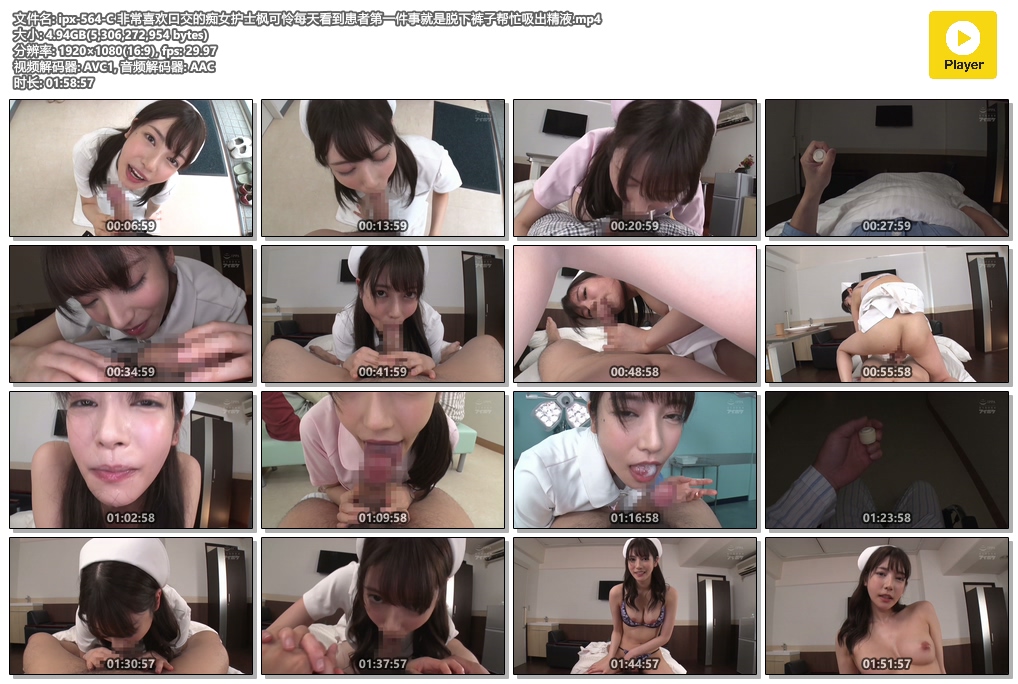 文件名: ipx-564-C 非常喜欢口交的痴女护士枫可怜每天看到患者第一件事就是脱下裤子帮忙吸出精液.mp4
大小: 4.94GB(5,306,272,954 bytes)
分辨率: 1920×1080(16:9), fps: 29.97
视频解码器: AVC1, 音频解码器: AAC
时长: 01:58:57
Player
00:06:59
00:13:59
00:20:59
00:27:59
00:34:59
00:41:59
00:48:58
00:55:58
01:02:58
01:09:58
01:16:58
01:23:58
01:30:57
01:37:57
01:44:57
01:51:57